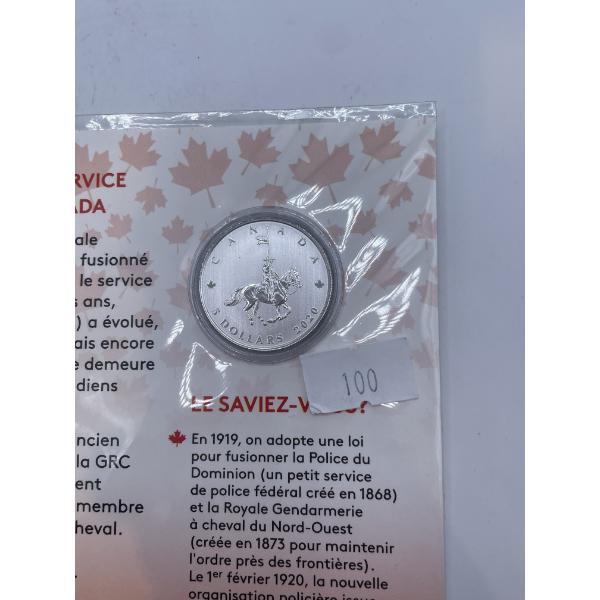 RVICE
ADA
ale
fusionné
le service
s ans,
) a évolué,
ais encore
e demeure
diens
ncien
la GRC
ent
membre
heval.
CANADA
5 DOLLARS 2020
100
LE SAVIEZ-V
?
En 1919, on adopte une loi
pour fusionner la Police du
Dominion (un petit service
de police fédéral créé en 1868)
et la Royale Gendarmerie
à cheval du Nord-Ouest
(créée en 1873 pour maintenir
l'ordre près des frontières).
Le 1er février 1920, la nouvelle
organisation policière issue